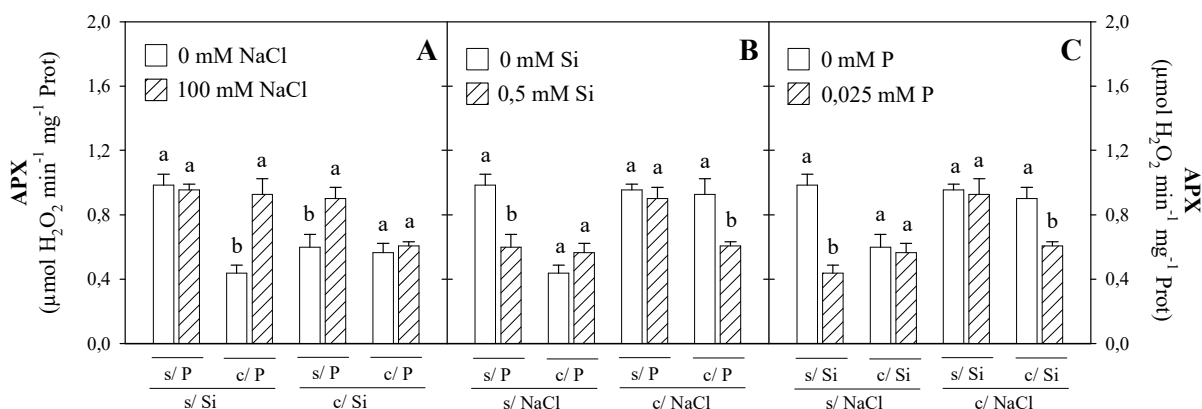 2,0 2,0
A B C
0 mM NaCl 0 mM Si 0 mM P
100 mM NaCl 0,5 mM Si 0,025 mM P
1,6 1,6
1,2 1,2
a a a a a a a a a a a a
b b a a b a a b b a a b
0,8 0,8
0,4 0,4
0,0 0,0
APX
(μmol H₂O₂ min⁻¹ mg⁻¹ Prot)
APX
(μmol H₂O₂ min⁻¹ mg⁻¹ Prot)
s/ P c/ P s/ P c/ P s/ P c/ P s/ P c/ P s/ Si c/ Si s/ Si c/ Si
s/ Si c/ Si s/ NaCl c/ NaCl s/ NaCl c/ NaCl